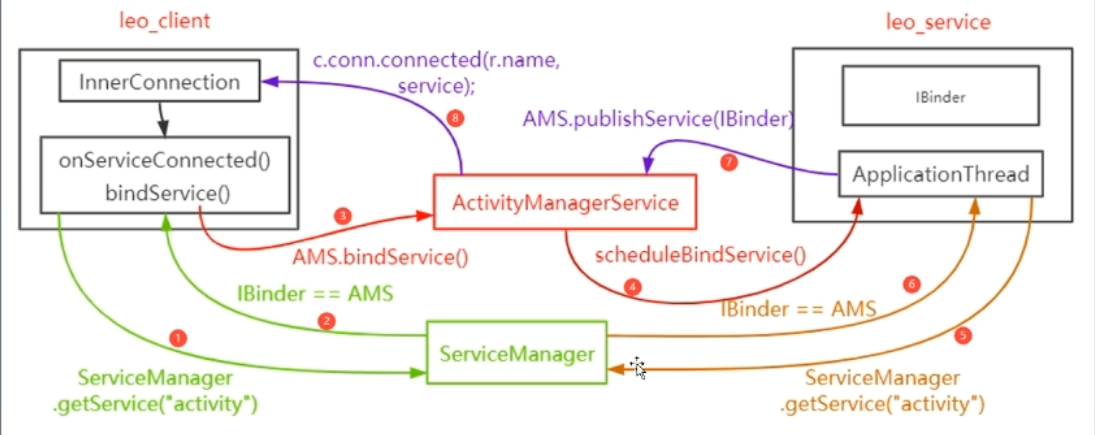 leo_client
leo_service
InnerConnection
c.conn.connected(r.name,
service);
8
IBinder
AMS.publishService(IBinder)
7
onServiceConnected()
bindService()
ApplicationThread
ActivityManagerService
3
AMS.bindService()
scheduleBindService()
4
IBinder == AMS
2
IBinder == AMS
6
1
5
ServiceManager
ServiceManager
.getService("activity")
ServiceManager
.getService("activity")